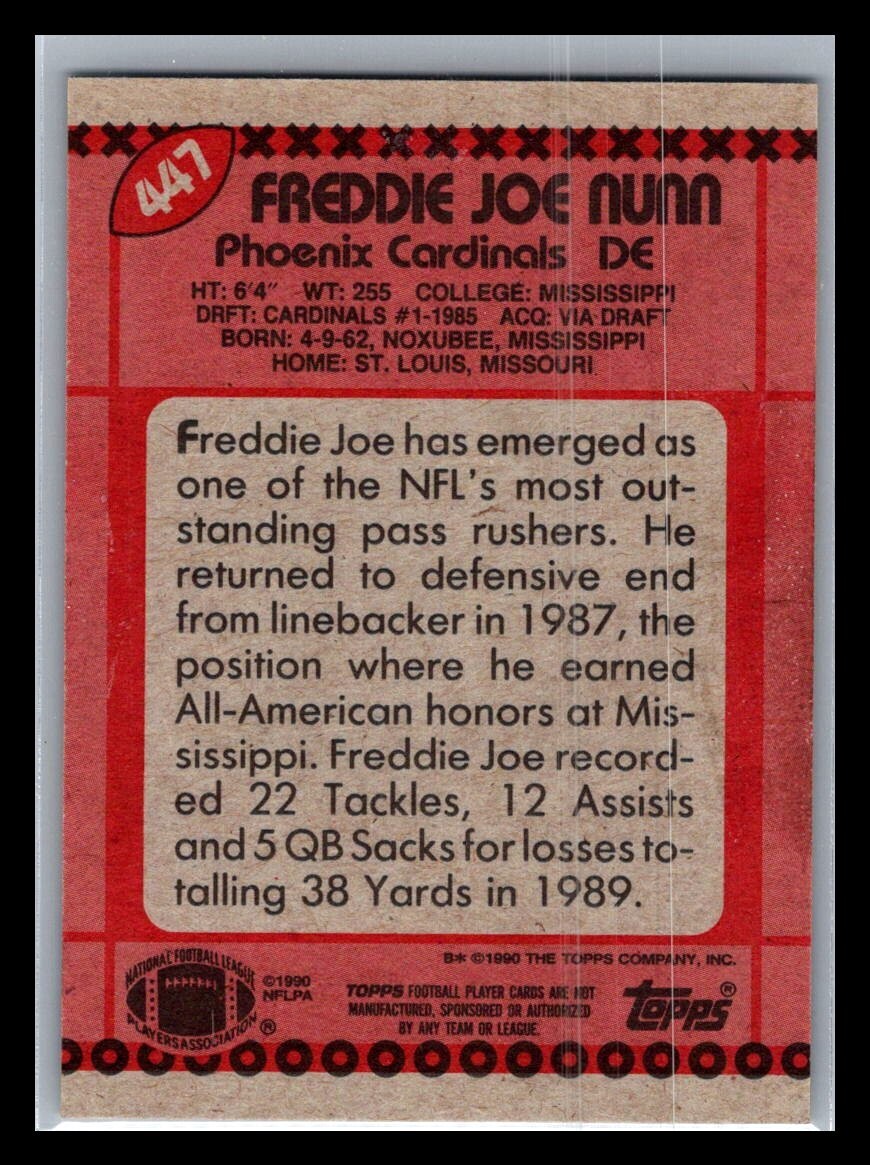 447
FREDDIE JOE NUNN
Phoenix Cardinals DE
HT: 6'4" WT: 255 COLLEGE: MISSISSIPPI
DRFT: CARDINALS #1-1985 ACQ: VIA DRAFT
BORN: 4-9-62, NOXUBEE, MISSISSIPPI
HOME: ST. LOUIS, MISSOURI
Freddie Joe has emerged as
one of the NFL's most out-
standing pass rushers. He
returned to defensive end
from linebacker in 1987, the
position where he earned
All-American honors at Mis-
sissippi. Freddie Joe record-
ed 22 Tackles, 12 Assists
and 5 QB Sacks for losses to-
talling 38 Yards in 1989.
B* ©1990 THE TOPPS COMPANY, INC.
NATIONAL FOOTBALL LEAGUE
PLAYERS ASSOCIATION ®
©1990
NFLPA
TOPPS FOOTBALL PLAYER CARDS ARE NOT
MANUFACTURED, SPONSORED OR AUTHORIZED
BY ANY TEAM OR LEAGUE.
topps®